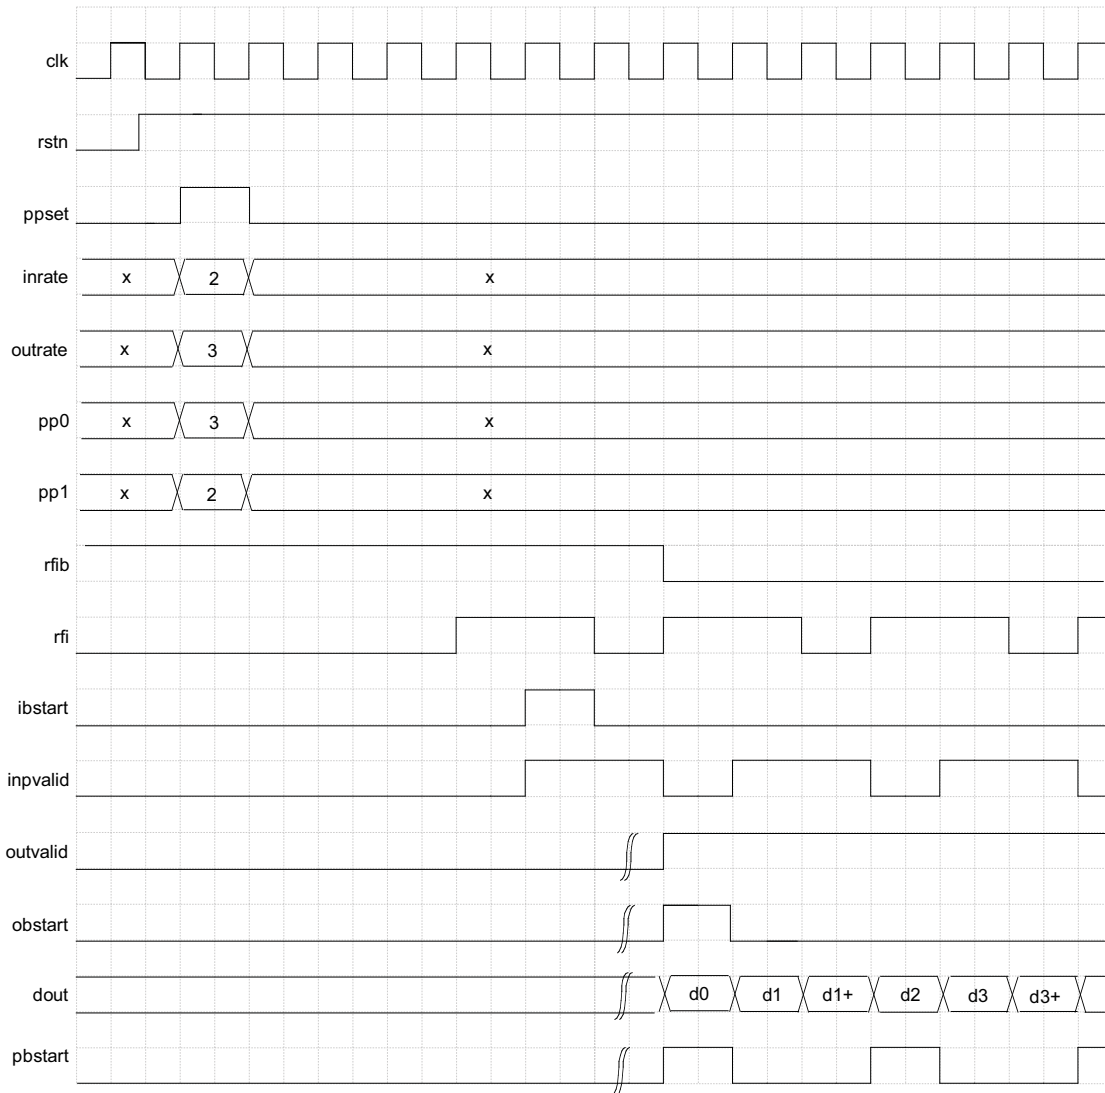 clk
rstn
ppset
inrate x 2 x
outrate x 3 x
pp0 x 3 x
pp1 x 2 x
rfib
rfi
ibstart
inpvalid
outvalid
obstart
dout d0 d1 d1+ d2 d3 d3+
pbstart